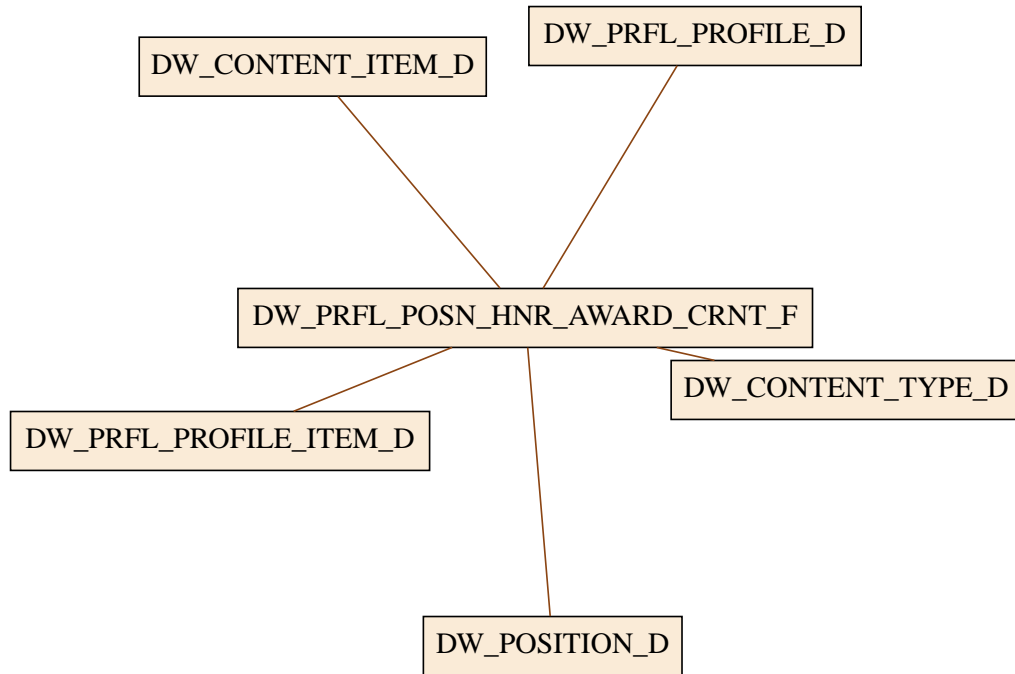 DW_PRFL_PROFILE_D
DW_CONTENT_ITEM_D
DW_PRFL_POSN_HNR_AWARD_CRNT_F
DW_CONTENT_TYPE_D
DW_PRFL_PROFILE_ITEM_D
DW_POSITION_D